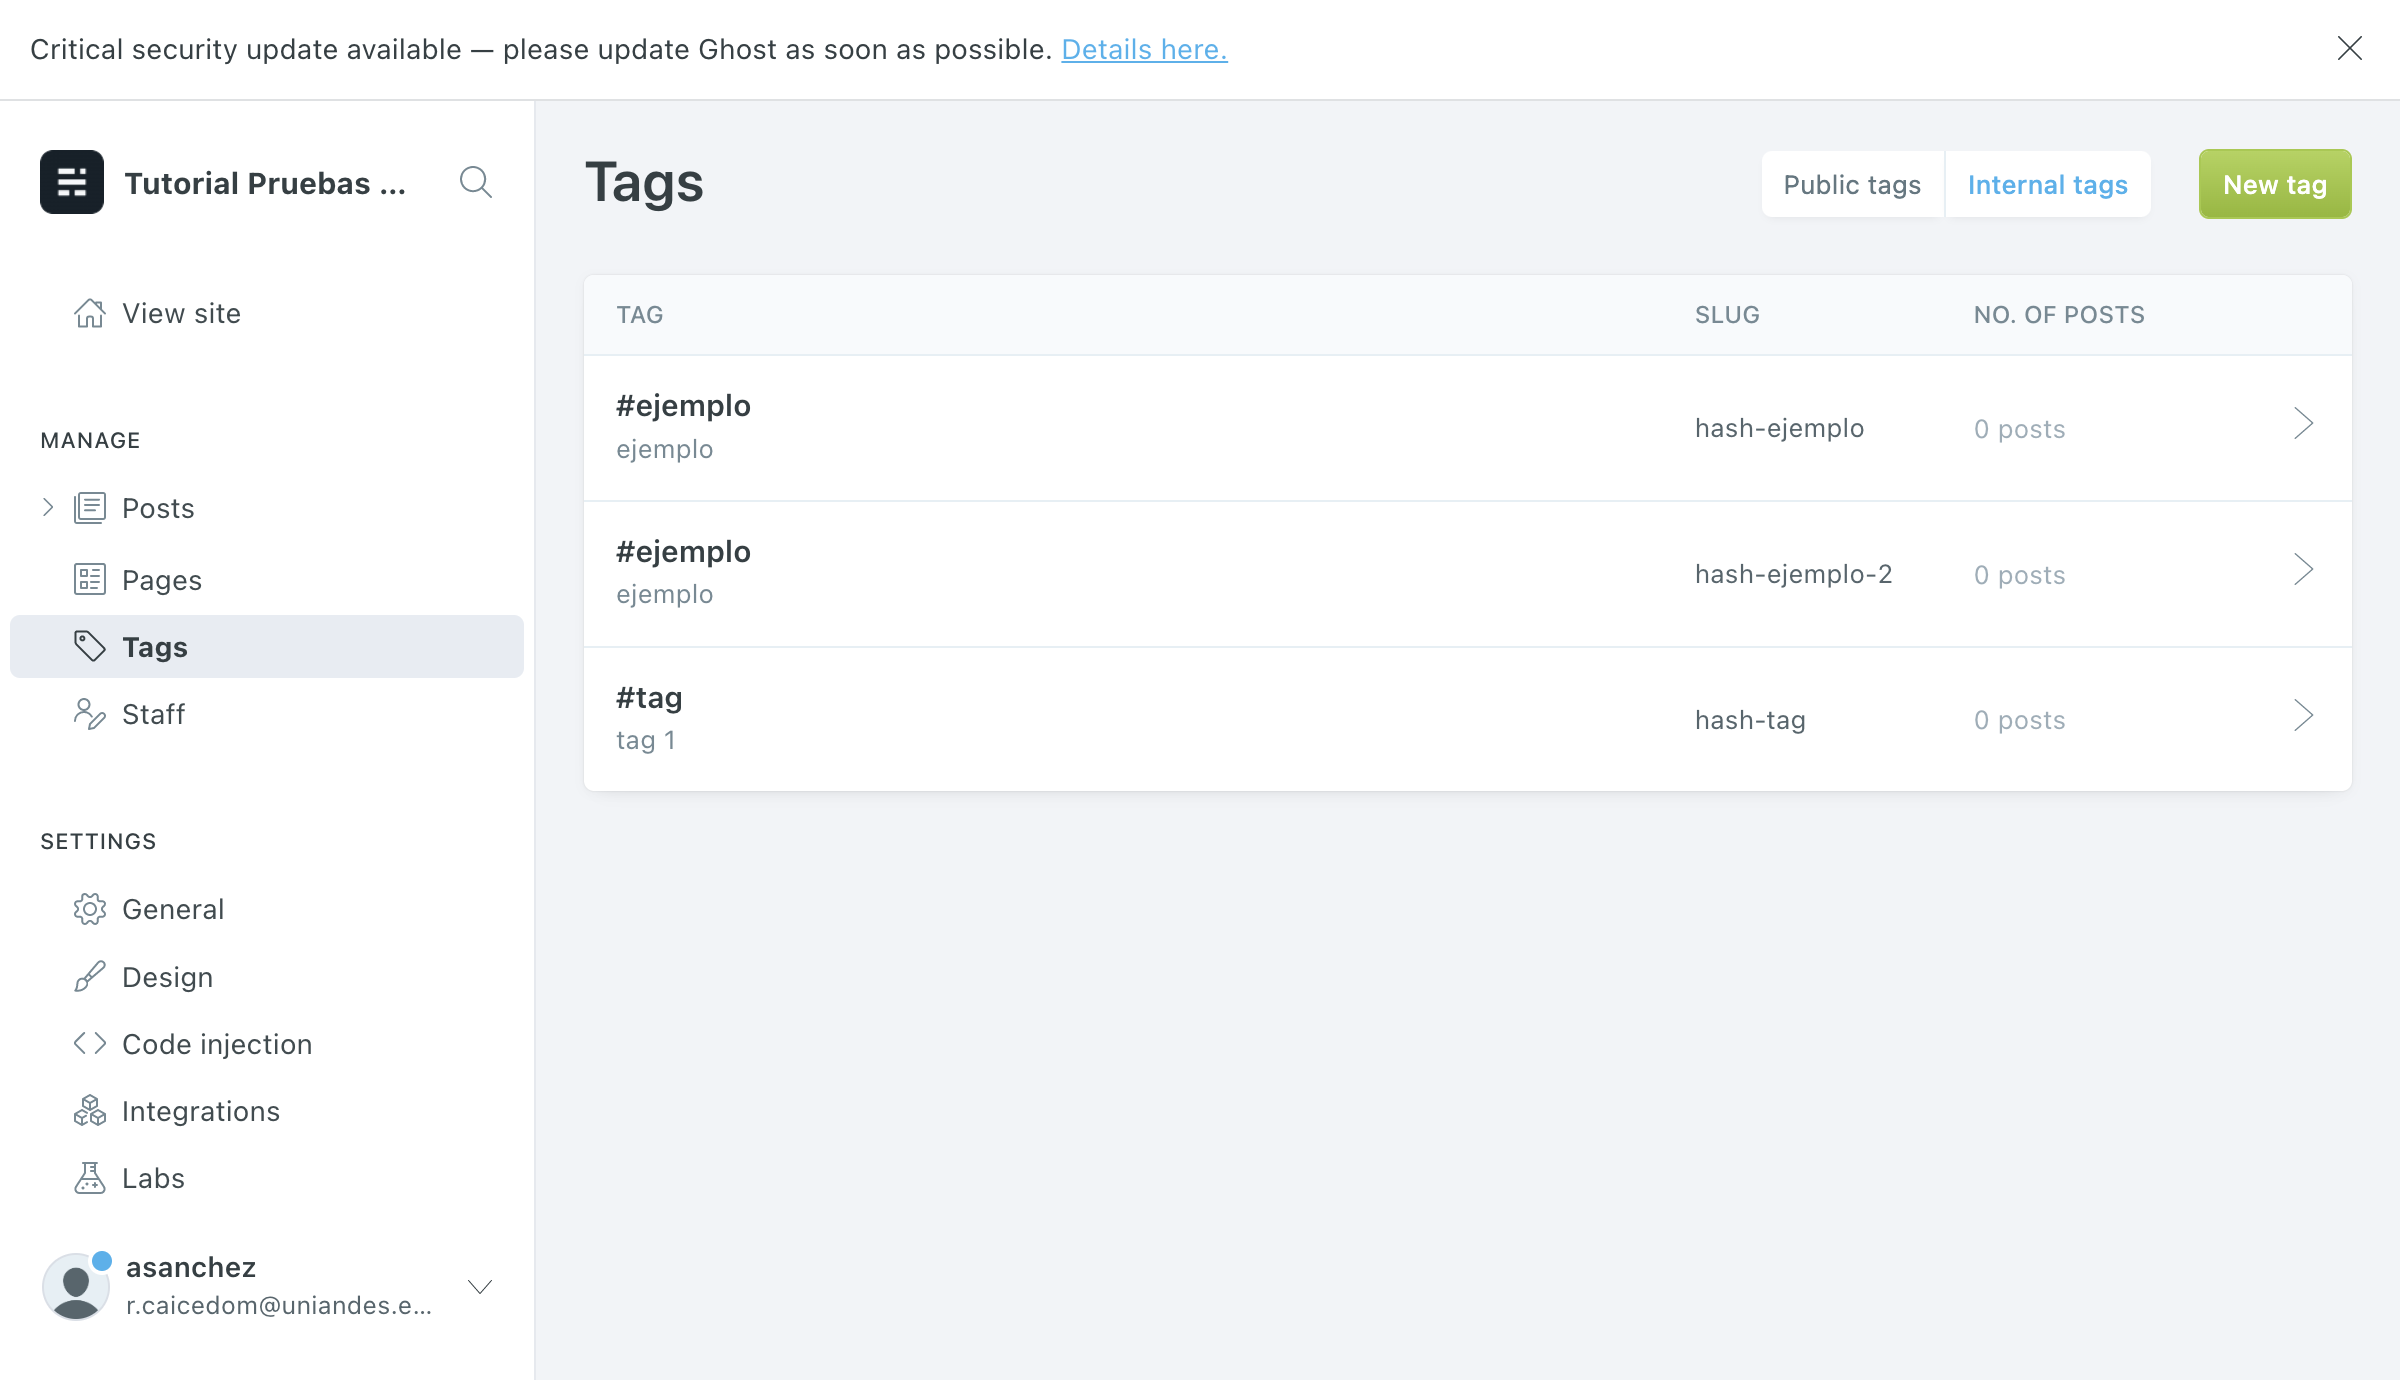 Critical security update available — please update Ghost as soon as possible. Details here.
Tutorial Pruebas ...
View site
MANAGE
Posts
Pages
Tags
Staff
SETTINGS
General
Design
Code injection
Integrations
Labs
asanchez
r.caicedom@uniandes.e...
Tags
Public tags
Internal tags
New tag
TAG SLUG NO. OF POSTS
#ejemplo
ejemplo
hash-ejemplo
0 posts
#ejemplo
ejemplo
hash-ejemplo-2
0 posts
#tag
tag 1
hash-tag
0 posts